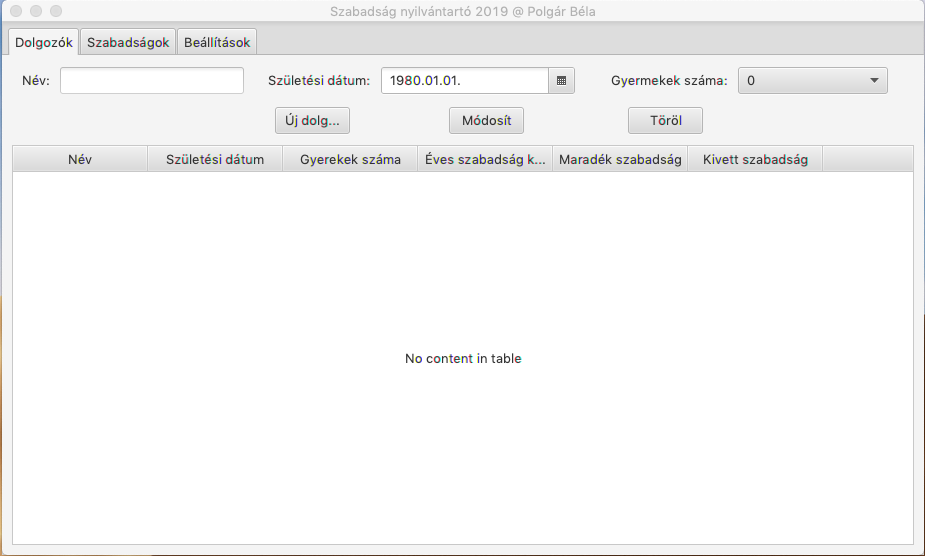 Szabadság nyilvántartó 2019 @ Polgár Béla
Dolgozók Szabadságok Beállítások
Név: Születési dátum: 1980.01.01. Gyermekek száma: 0
Új dolg... Módosít Töröl
Név Születési dátum Gyerekek száma Éves szabadság k... Maradék szabadság Kivett szabadság
No content in table